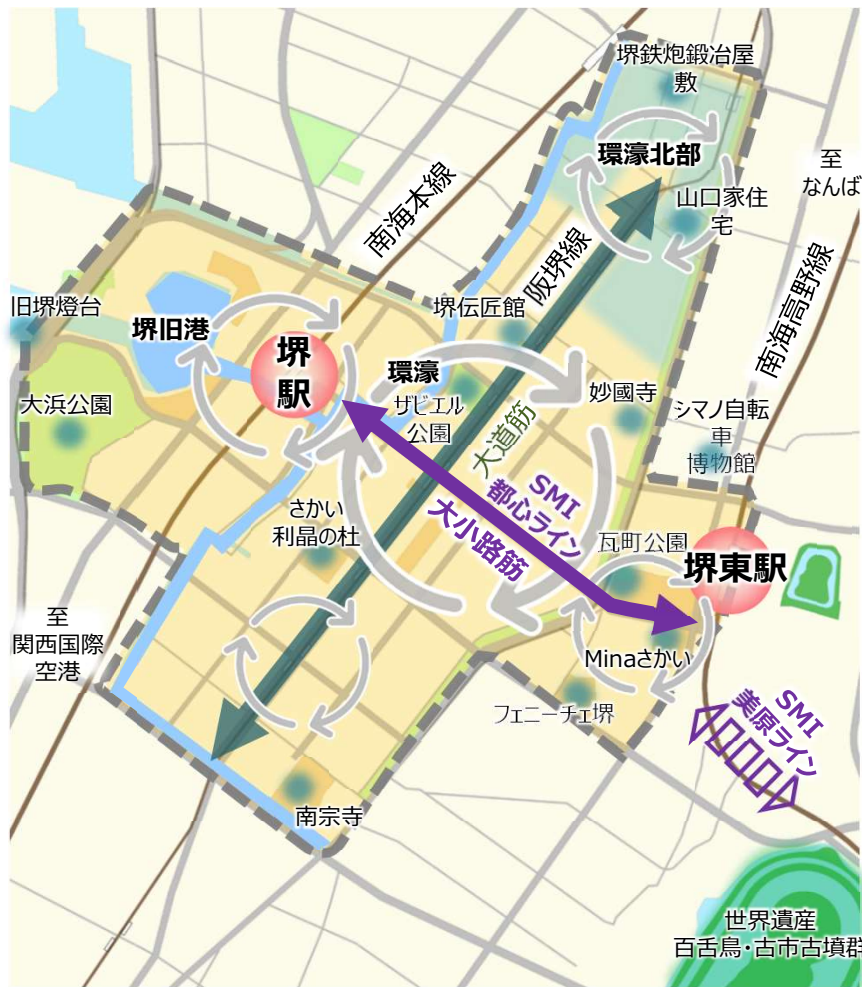 堺鉄炮鍛冶屋
敷
環濠北部
至
なんば
山口家住
宅
南海本線
阪堺線
南海高野線
旧堺燈台
堺旧港
堺
駅
堺伝匠館
環濠
ザビエル
公園
大道筋
妙國寺
シマノ自転
車
博物館
大浜公園
SMI
都心ライン
大小路筋
さかい
利晶の杜
瓦町公園
堺東駅
至
関西国際
空港
Minaさかい
フェニーチェ堺
SMI
美原ライン
南宗寺
世界遺産
百舌鳥・古市古墳群